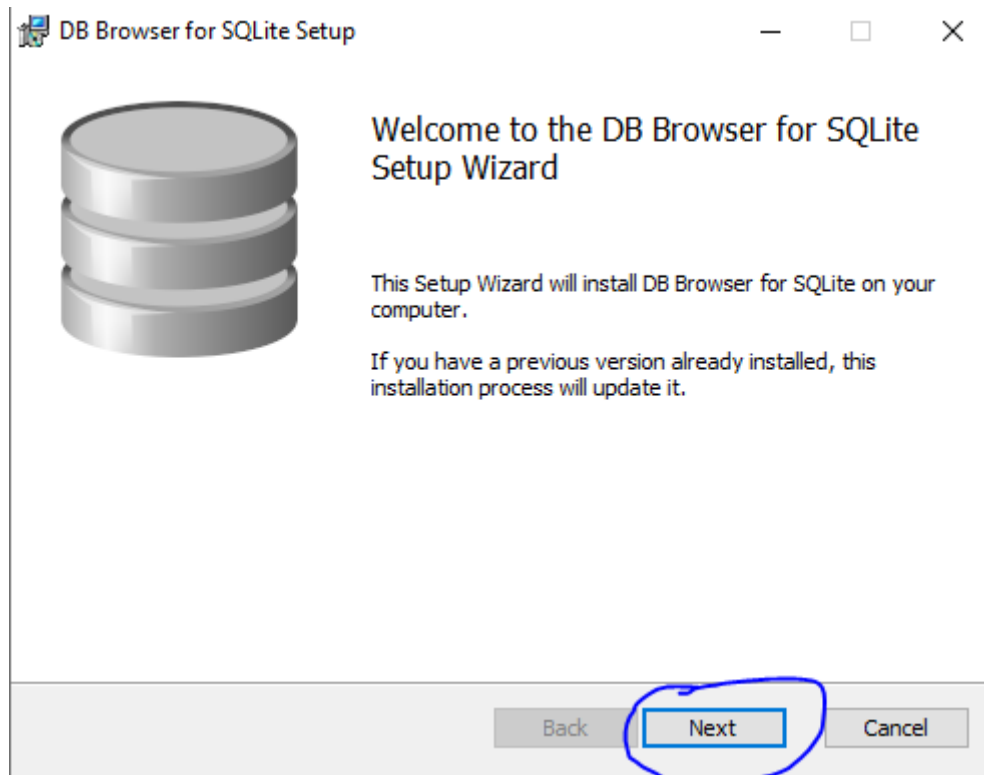 DB Browser for SQLite Setup
Welcome to the DB Browser for SQLite
Setup Wizard
This Setup Wizard will install DB Browser for SQLite on your
computer.
If you have a previous version already installed, this
installation process will update it.
Back Next Cancel